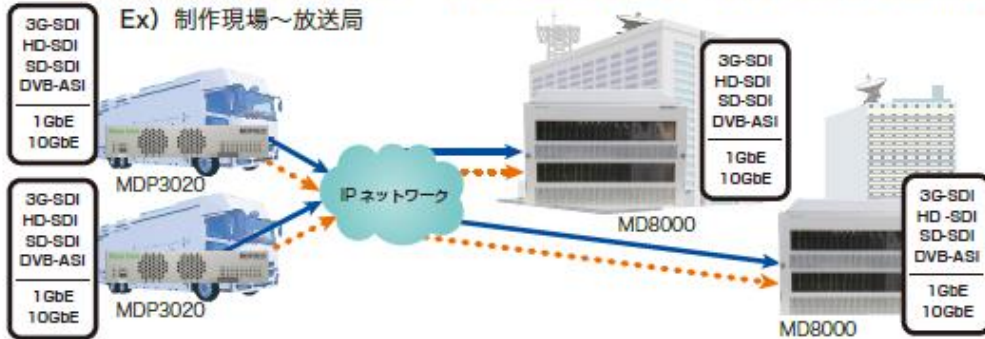 Ex) 制作現場～放送局
3G-SDI
HD-SDI
SD-SDI
DVB-ASI
1GbE
10GbE
MDP3020
3G-SDI
HD-SDI
SD-SDI
DVB-ASI
1GbE
10GbE
MDP3020
IP ネットワーク
3G-SDI
HD-SDI
SD-SDI
DVB-ASI
1GbE
10GbE
MD8000
3G-SDI
HD -SDI
SD-SDI
DVB-ASI
1GbE
10GbE
MD8000